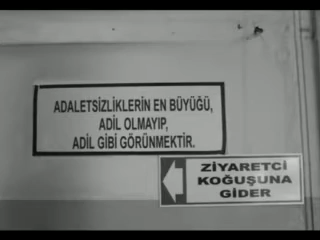 ADALETSİZLİKLERİN EN BÜYÜĞÜ,
ADİL OLMAYIP,
ADİL GİBİ GÖRÜNMEKTİR.
ZİYARETCİ
KOĞUŞUNA
GİDER